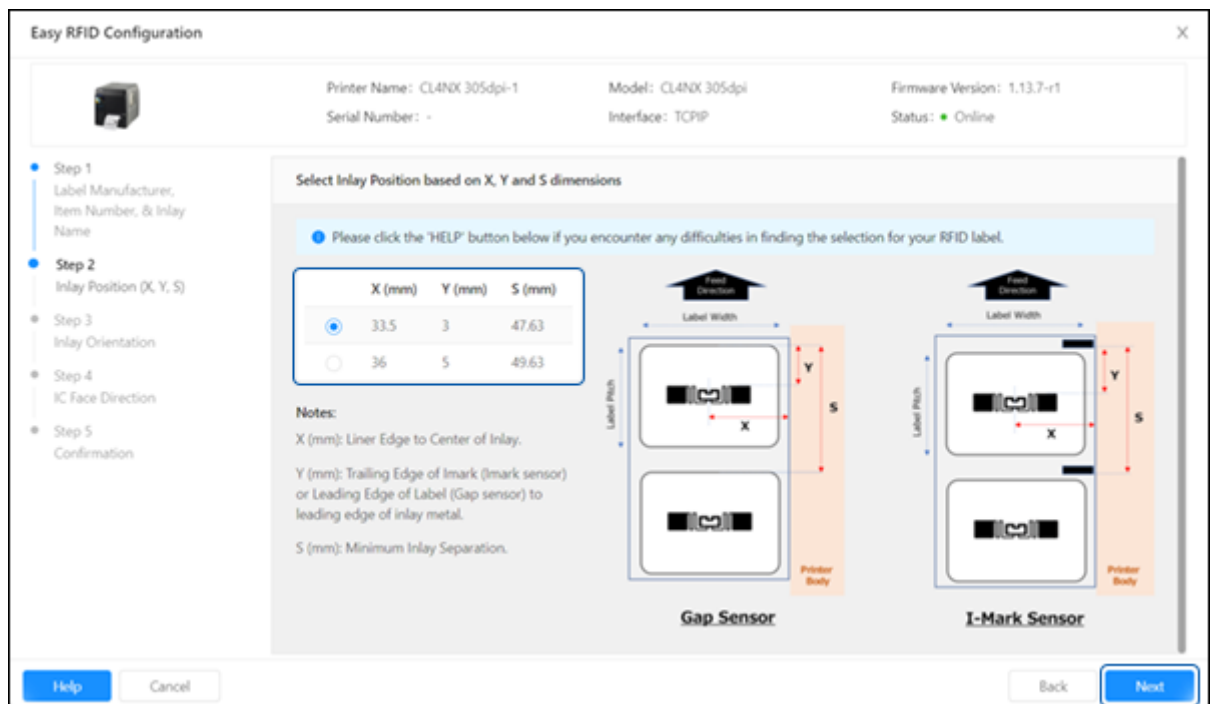 Easy RFID Configuration
Printer Name: CL4NX 305dpi-1
Model: CL4NX 305dpi
Firmware Version: 1.13.7-r1
Serial Number: -
Interface: TCPIP
Status: Online
Step 1
Label Manufacturer,
Item Number, & Inlay
Name
Step 2
Inlay Position (X, Y, S)
Step 3
Inlay Orientation
Step 4
IC Face Direction
Step 5
Confirmation
Select Inlay Position based on X, Y and S dimensions
Please click the 'HELP' button below if you encounter any difficulties in finding the selection for your RFID label.
X (mm) Y (mm) S (mm)
33.5 3 47.63
36 5 49.63
Notes:
X (mm): Liner Edge to Center of Inlay.
Y (mm): Trailing Edge of Imark (Imark sensor)
or Leading Edge of Label (Gap sensor) to
leading edge of inlay metal.
S (mm): Minimum Inlay Separation.
Feed
Direction
Label Width
Label Pitch
Y
S
X
Printer
Body
Gap Sensor
Feed
Direction
Label Width
Label Pitch
Y
S
X
Printer
Body
I-Mark Sensor
Help
Cancel
Back
Next